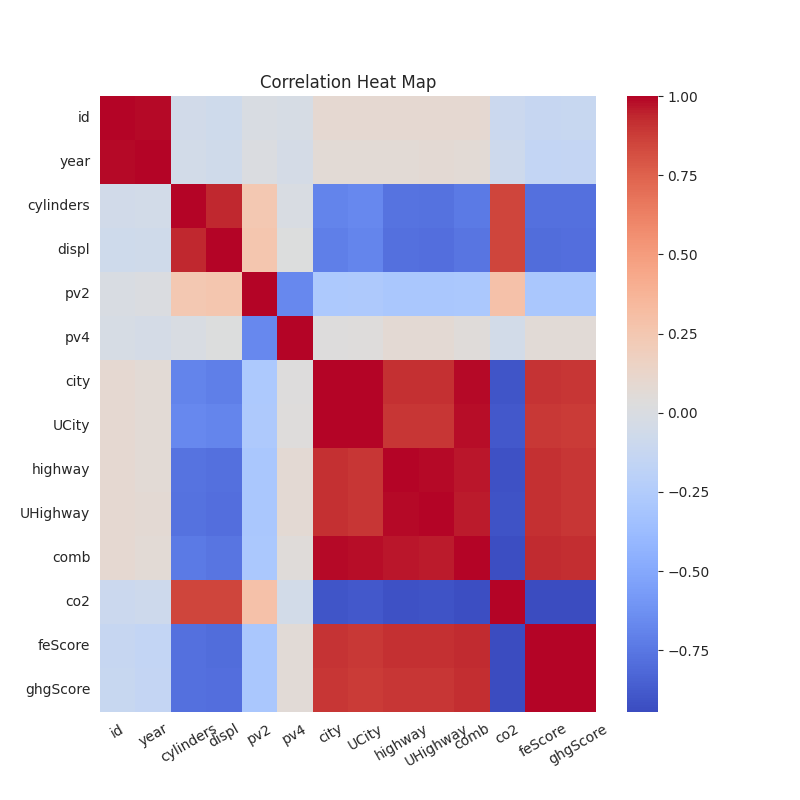 Correlation Heat Map
id
year
cylinders
displ
pv2
pv4
city
UCity
highway
UHighway
comb
co2
feScore
ghgScore
id year cylinders displ pv2 pv4 city UCity highway UHighway comb co2 feScore ghgScore
1.00
0.75
0.50
0.25
0.00
−0.25
−0.50
−0.75